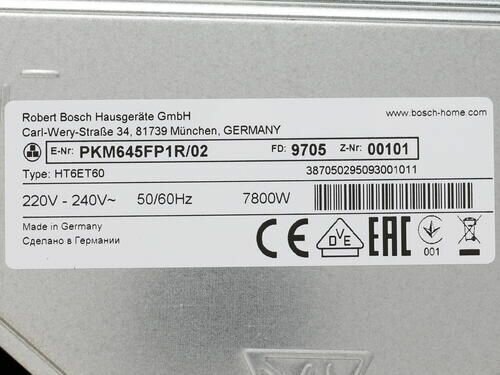 Robert Bosch Hausgeräte GmbH
www.bosch-home.com
Carl-Wery-Straße 34, 81739 München, GERMANY
E-Nr: PKM645FP1R/02 FD: 9705 Z-Nr: 00101
Type: HT6ET60 387050295093001011
220V - 240V~ 50/60Hz 7800W
Made in Germany
Сделано в Германии
CE DVE EAC 001